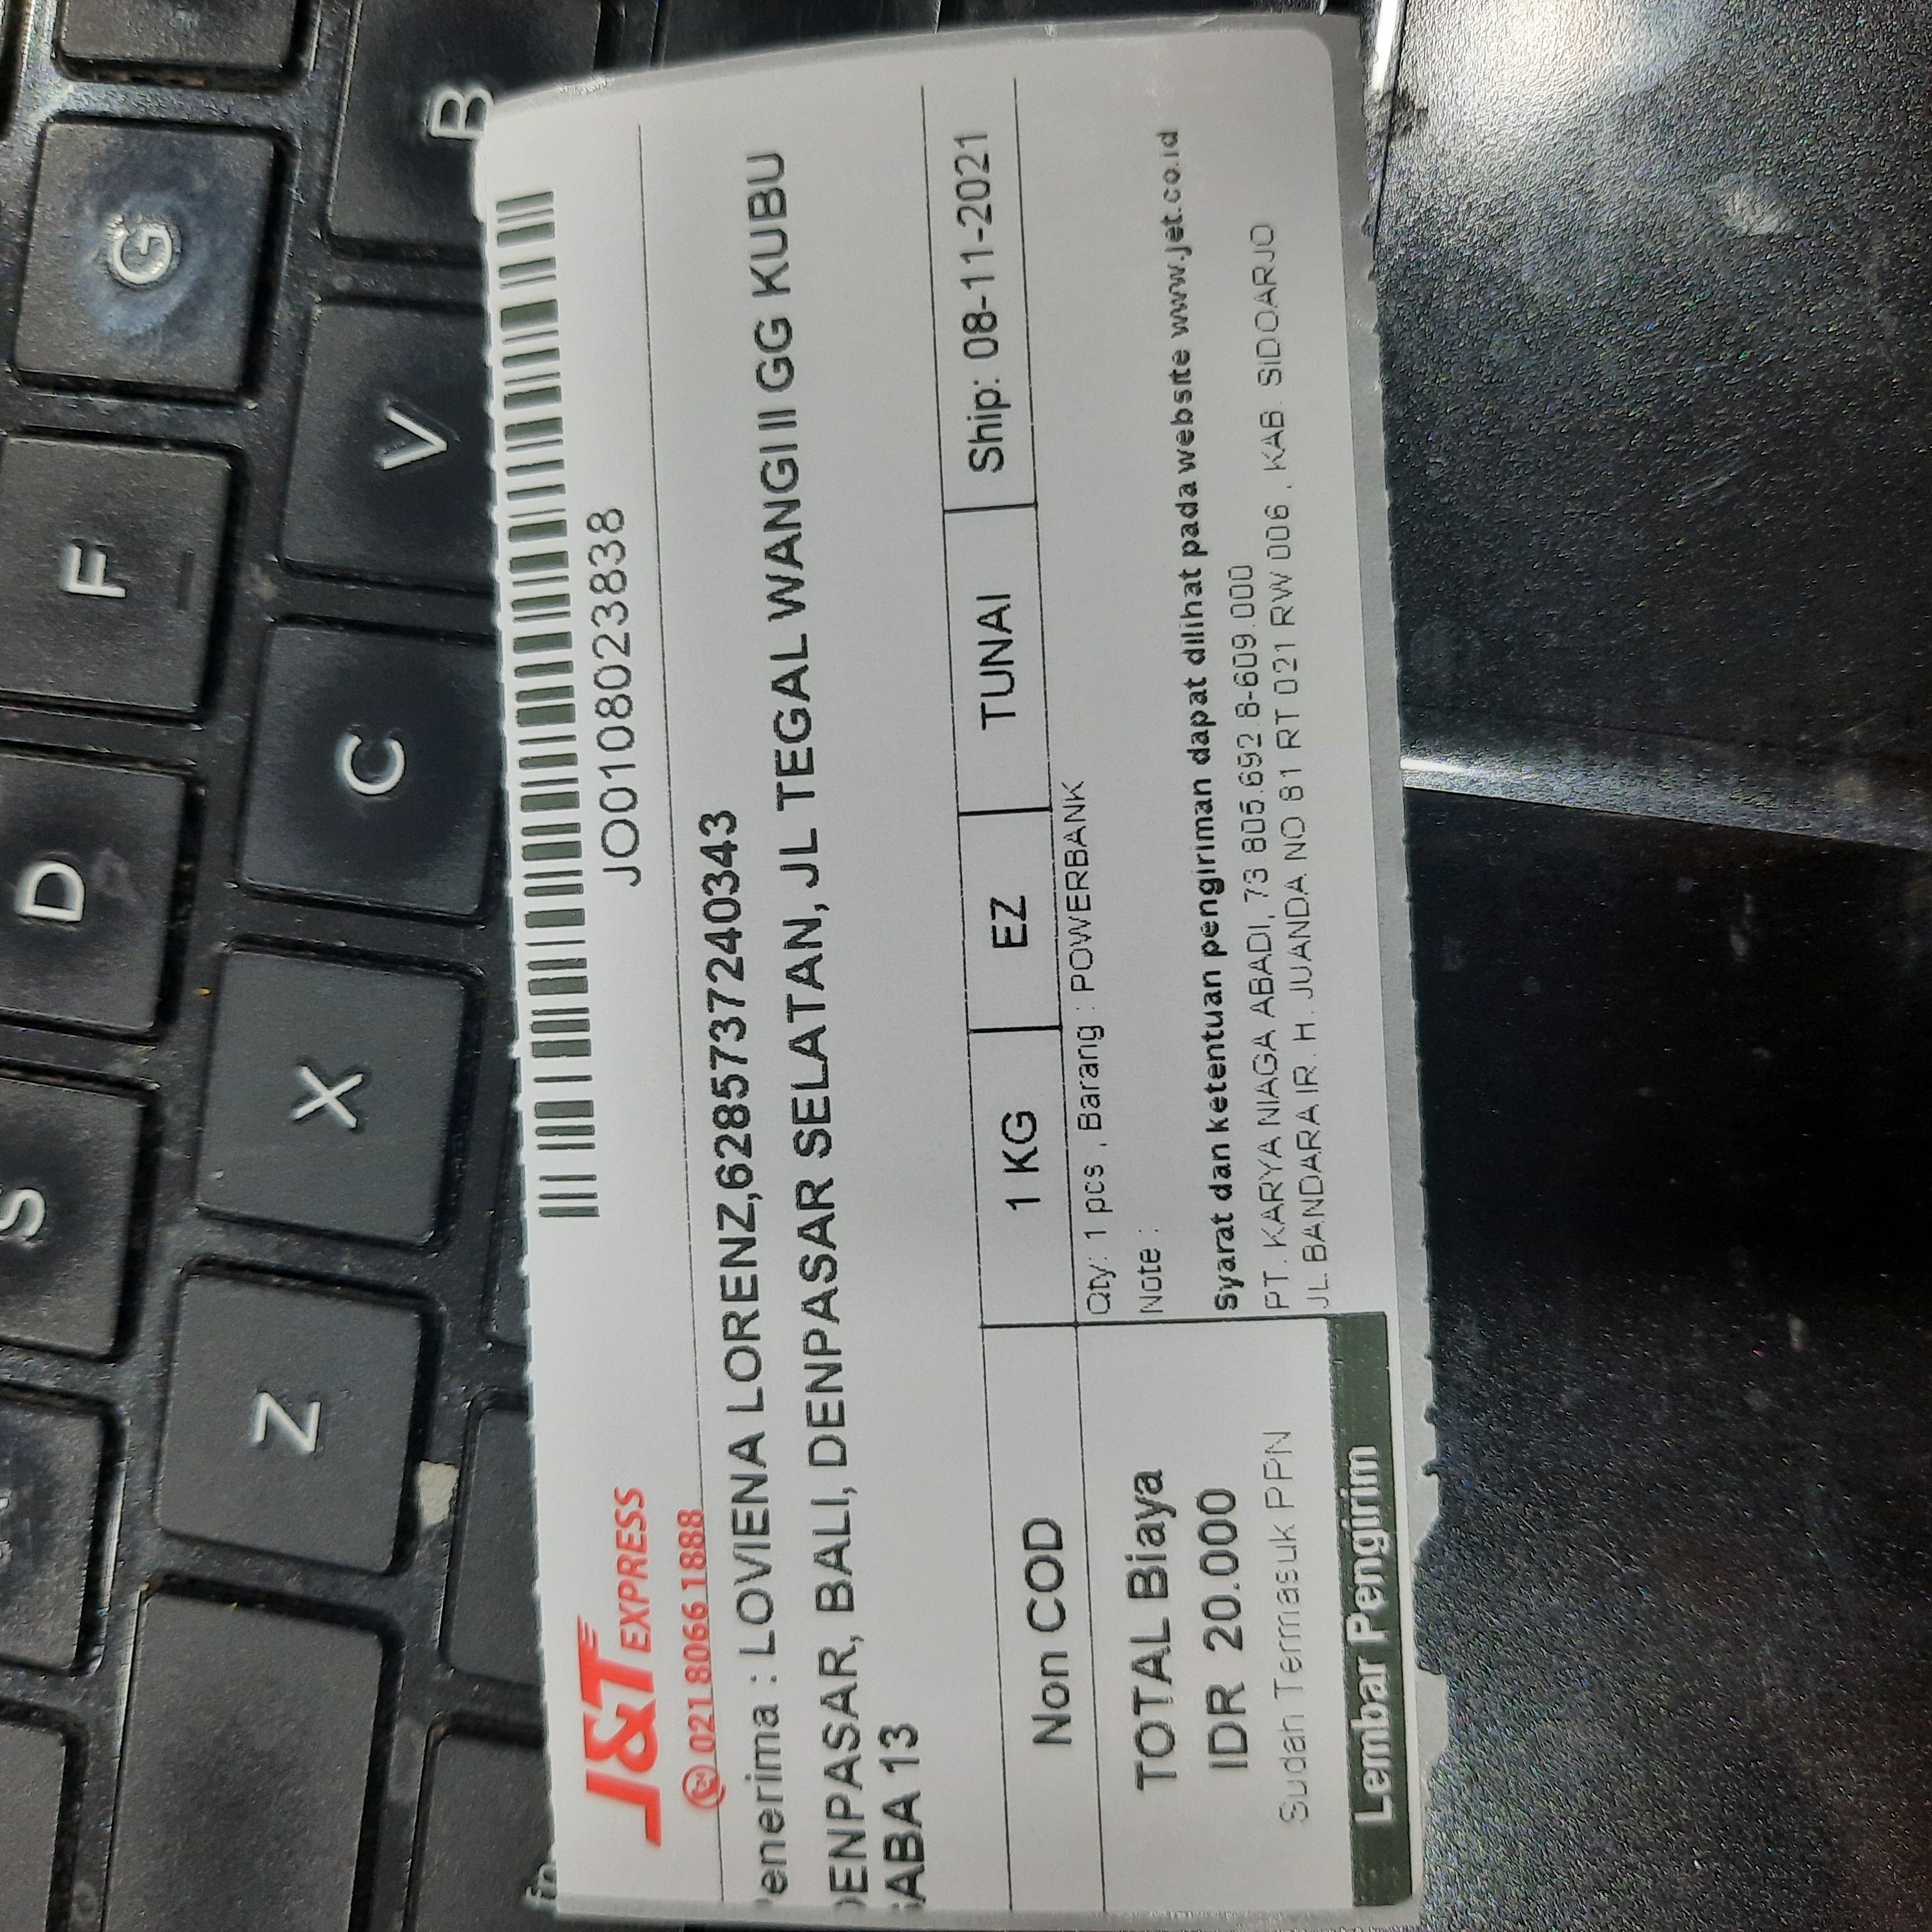 S D F G
Z X C V B
fn
J&T EXPRESS
JO0108023838
24 021 8066 1888
Penerima : LOVIENA LORENZ,6285737240343
DENPASAR, BALI, DENPASAR SELATAN, JL TEGAL WANGI II GG KUBU
ABA 13
Non COD 1 KG EZ TUNAI Ship: 08-11-2021
Qty: 1 pcs , Barang : POWERBANK
Note :
TOTAL Biaya
IDR 20.000
Sudah Termasuk PPN
Lembar Pengirim
Syarat dan ketentuan pengiriman dapat dilihat pada website www.jet.co.id
PT. KARYA NIAGA ABADI, 73.805.692.8-609.000
JL. BANDARA IR. H. JUANDA NO 81 RT 021 RW 006 , KAB. SIDOARJO